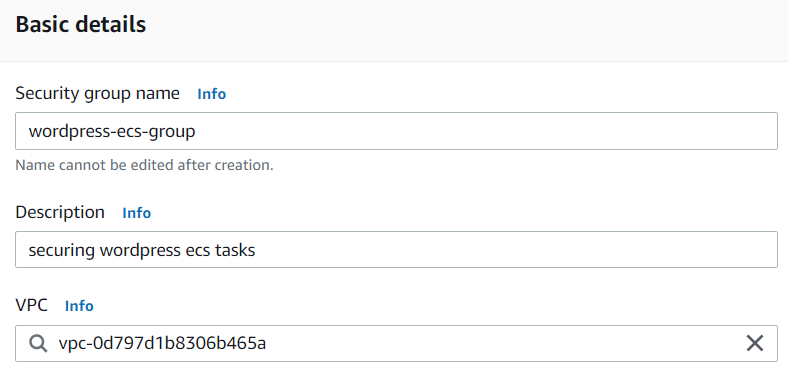 Basic details
Security group name Info
wordpress-ecs-group
Name cannot be edited after creation.
Description Info
securing wordpress ecs tasks
VPC Info
vpc-0d797d1b8306b465a